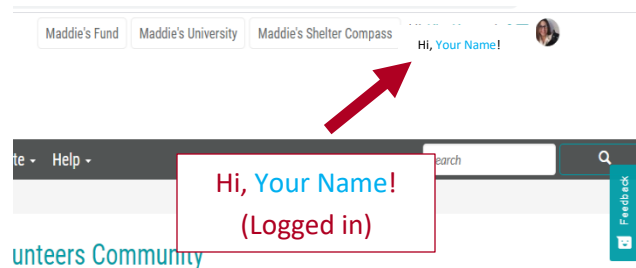 Maddie's Fund Maddie's University Maddie's Shelter Compass
Hi, Your Name!
te Help earch
Hi, Your Name!
(Logged in)
Feedback
unteers Community